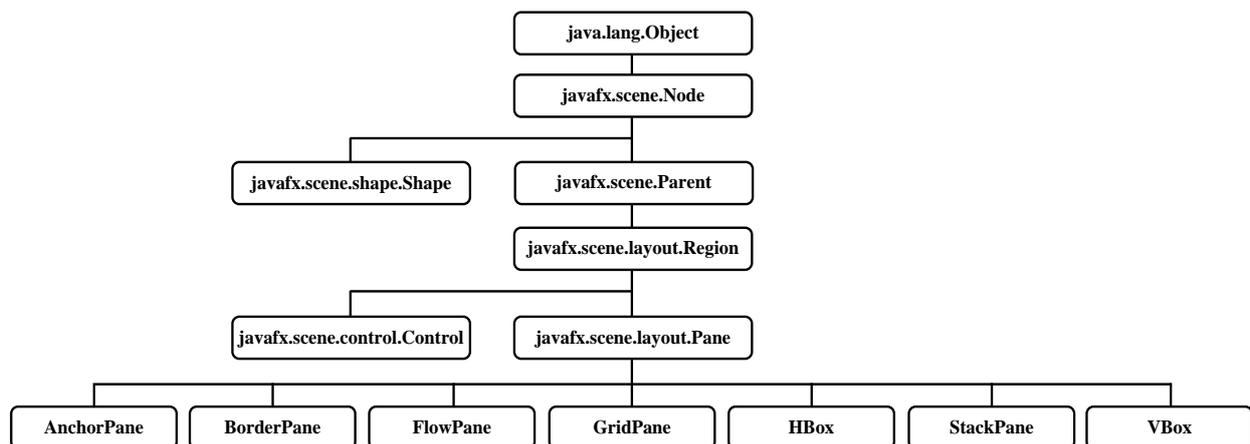 java.lang.Object
javafx.scene.Node
javafx.scene.shape.Shape
javafx.scene.Parent
javafx.scene.layout.Region
javafx.scene.control.Control
javafx.scene.layout.Pane
AnchorPane
BorderPane
FlowPane
GridPane
HBox
StackPane
VBox